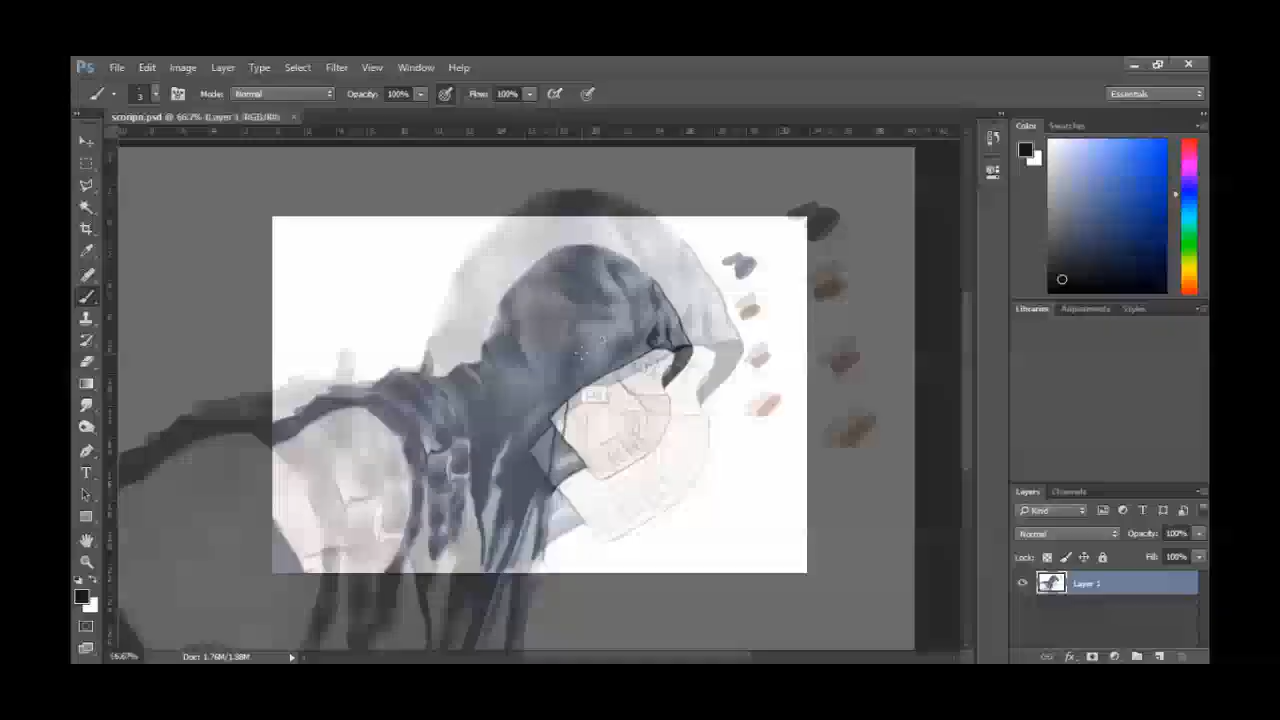 Ps File Edit Image Layer Type Select Filter View Window Help
3 Mode: Normal Opacity: 100% Flow: 100% Essentials
scoripo.psd @ 66.7% (Layer 1, RGB/8#)
Color Swatches
Libraries Adjustments Styles
Layers Channels
Kind
Normal Opacity: 100%
Lock: Fill: 100%
Layer 1
66.67% Doc: 1.76M/1.88M